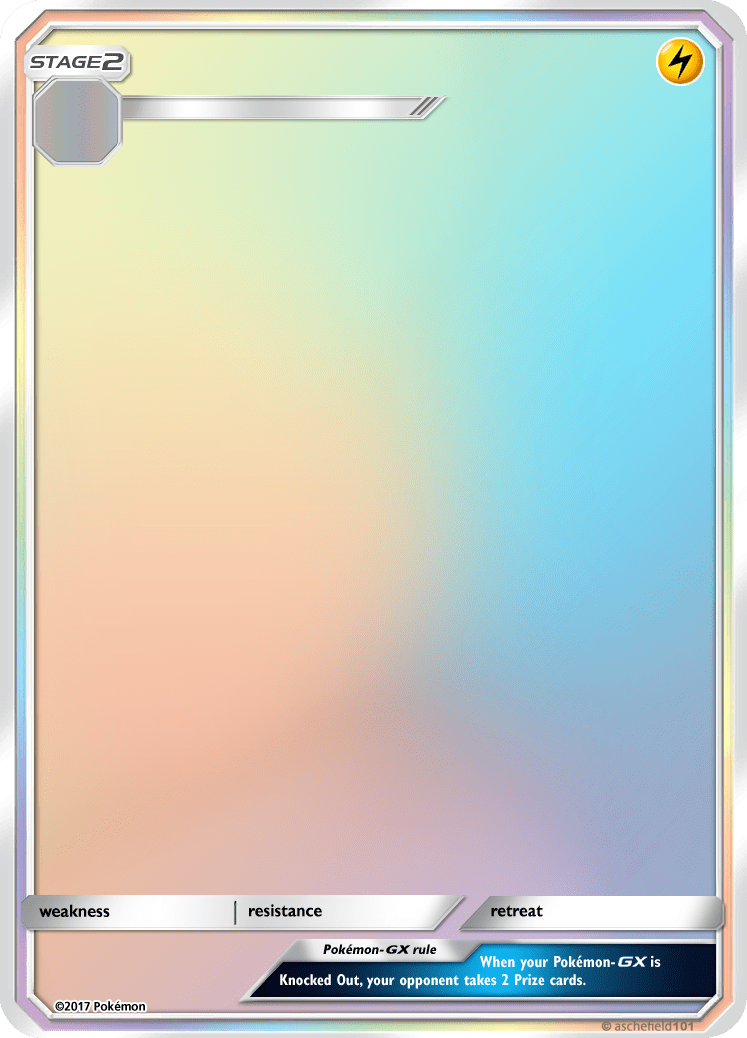 STAGE2
weakness
resistance
retreat
Pokémon-GX rule
When your Pokémon-GX is
Knocked Out, your opponent takes 2 Prize cards.
©2017 Pokémon
© aschefield101